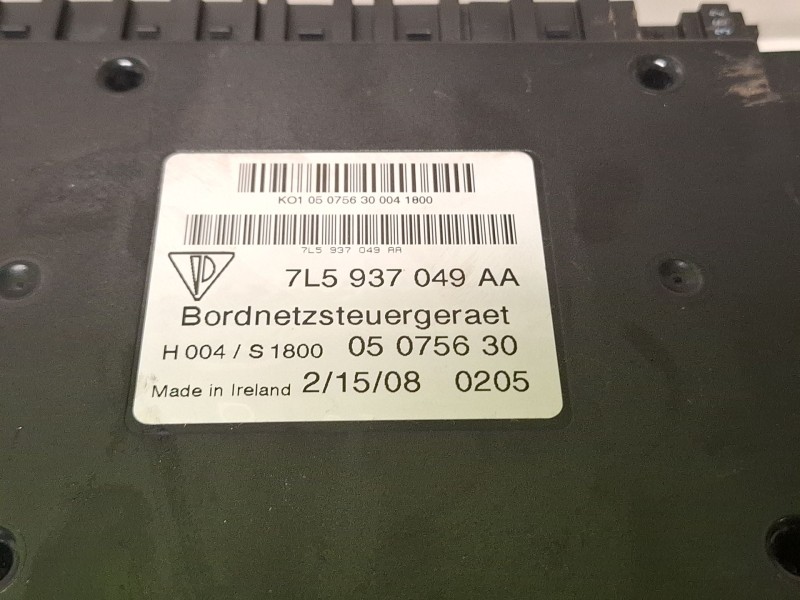 KO1 05 0756 30 004 1800
7L5 937 049 AA
7L5 937 049 AA
Bordnetzsteuergeraet
H 004 / S 1800 05 0756 30
Made in Ireland 2/15/08 0205